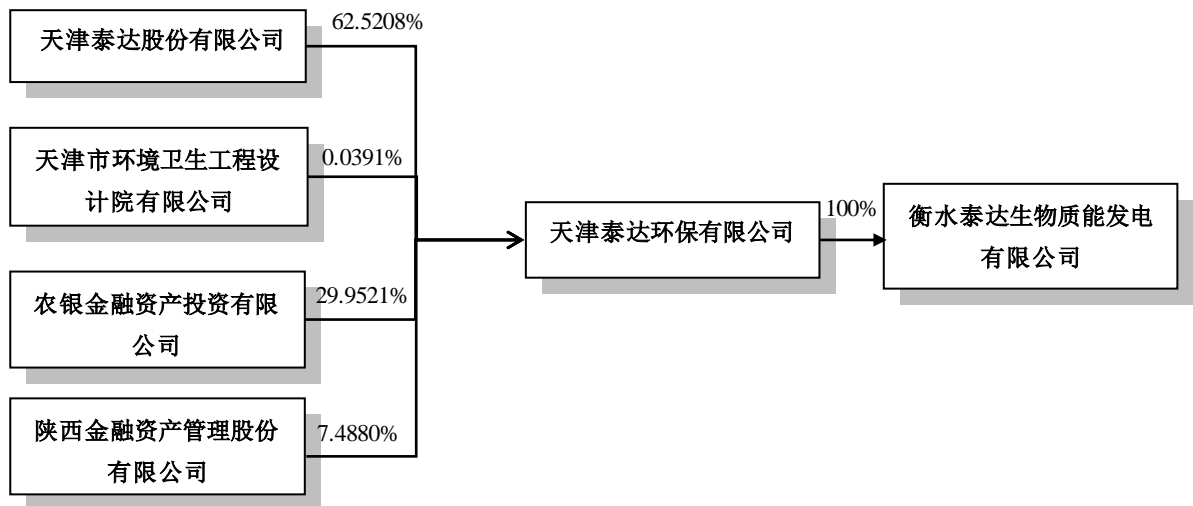 天津泰达股份有限公司
62.5208%
天津市环境卫生工程设
计院有限公司
0.0391%
农银金融资产投资有限
公司
29.9521%
陕西金融资产管理股份
有限公司
7.4880%
天津泰达环保有限公司
100%
衡水泰达生物质能发电
有限公司